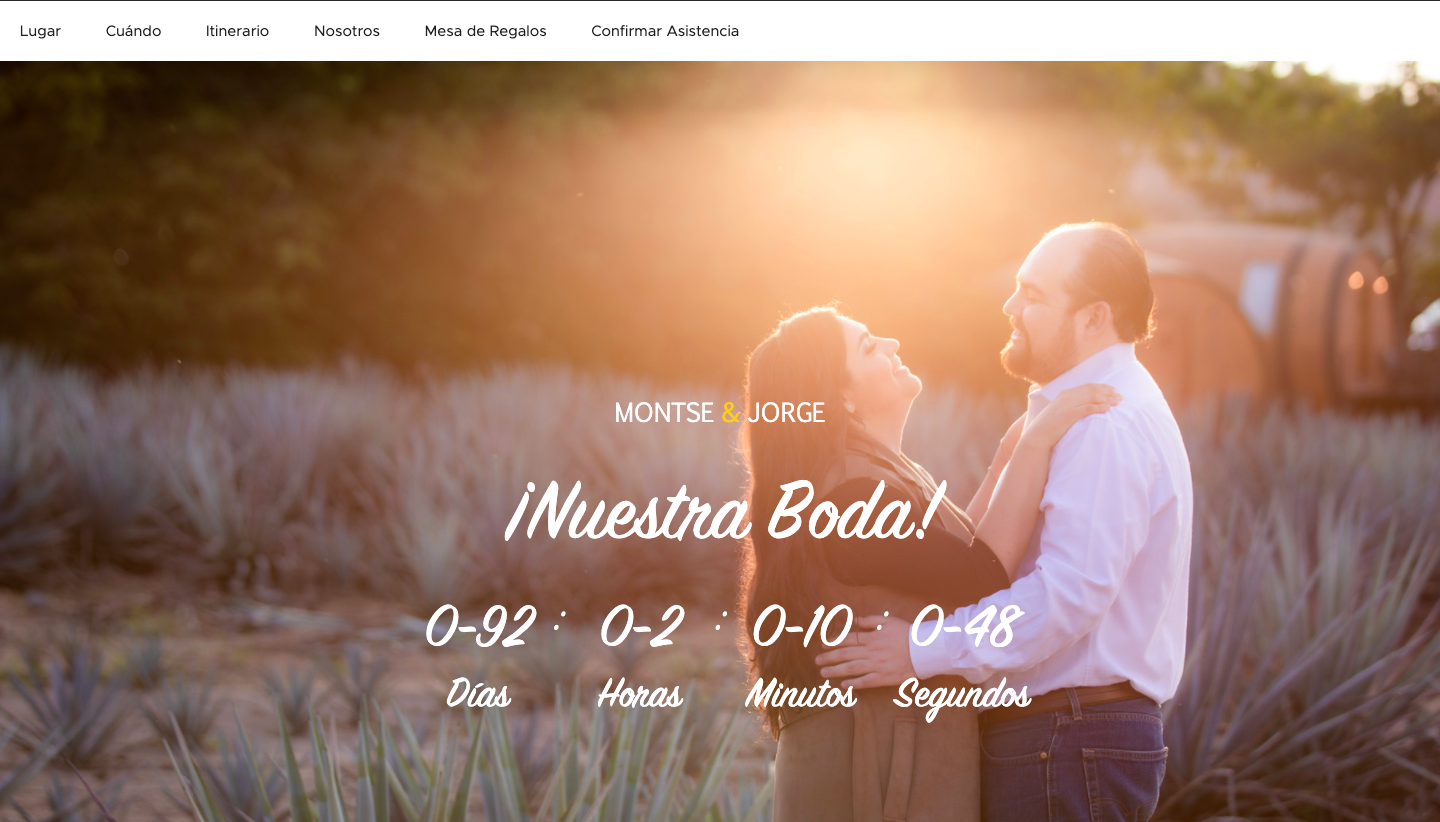 Lugar Cuándo Itinerario Nosotros Mesa de Regalos Confirmar Asistencia
MONTSE & JORGE
¡Nuestra Boda!
0-92 : 0-2 : 0-10 : 0-48
Días Horas Minutos Segundos